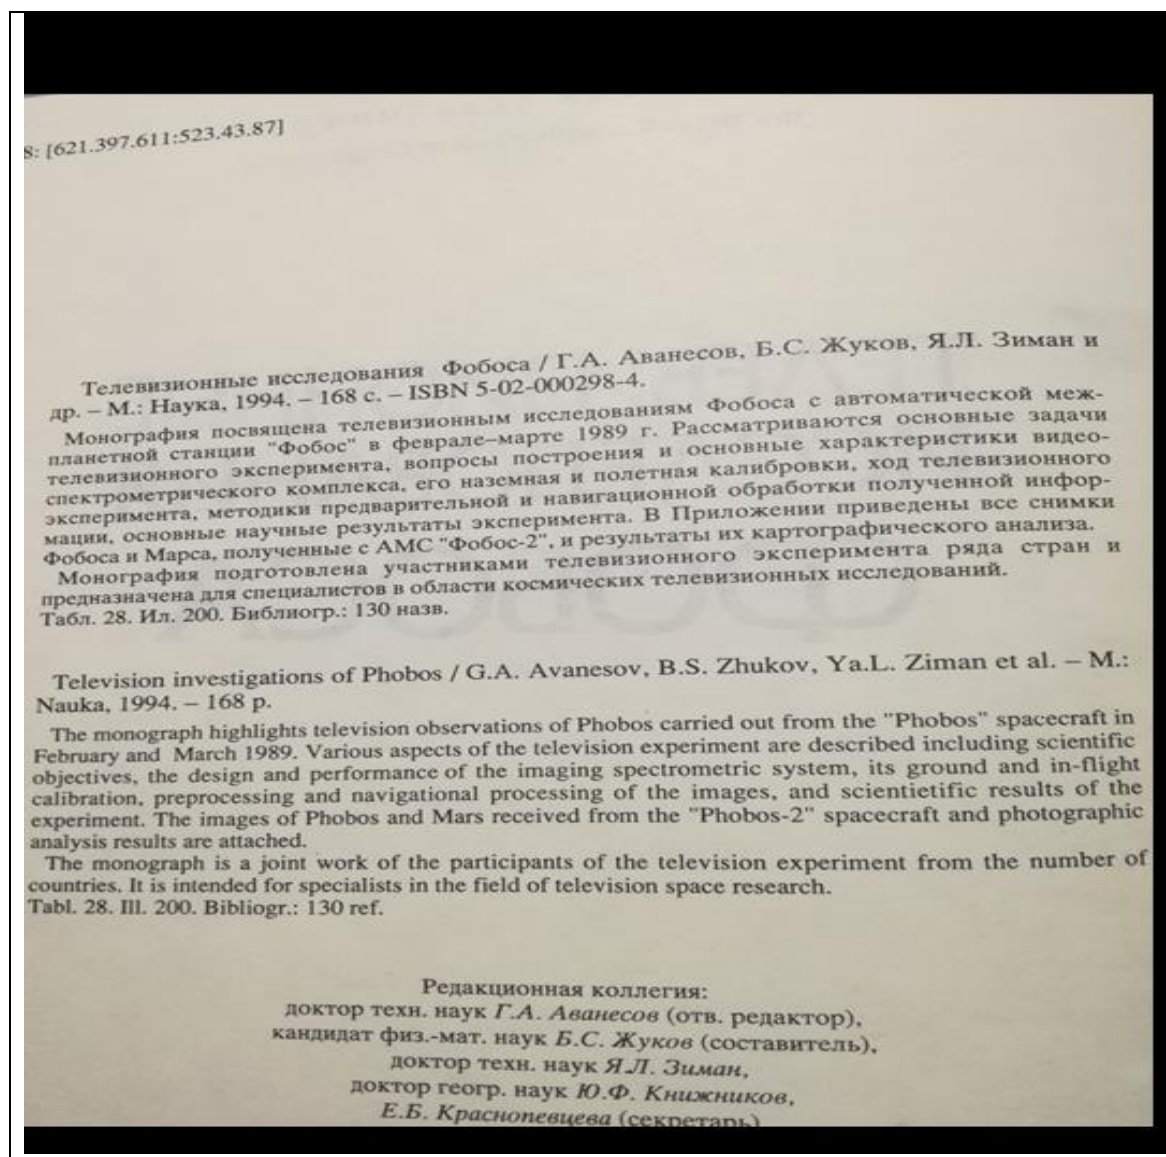 8: [621.397.611:523.43.87]
Телевизионные исследования Фобоса / Г.А. Аванесов, Б.С. Жуков, Я.Л. Зиман и
др. – М.: Наука, 1994. – 168 с. – ISBN 5-02-000298-4.
Монография посвящена телевизионным исследованиям Фобоса с автоматической меж-
планетной станции "Фобос" в феврале–марте 1989 г. Рассматриваются основные задачи
телевизионного эксперимента, вопросы построения и основные характеристики видео-
спектрометрического комплекса, его наземная и полетная калибровки, ход телевизионного
эксперимента, методики предварительной и навигационной обработки полученной инфор-
мации, основные научные результаты эксперимента. В Приложении приведены все снимки
Фобоса и Марса, полученные с АМС "Фобос-2", и результаты их картографического анализа.
Монография подготовлена участниками телевизионного эксперимента ряда стран и
предназначена для специалистов в области космических телевизионных исследований.
Табл. 28. Ил. 200. Библиогр.: 130 назв.
Television investigations of Phobos / G.A. Avanesov, B.S. Zhukov, Ya.L. Ziman et al. – M.:
Nauka, 1994. – 168 p.
The monograph highlights television observations of Phobos carried out from the "Phobos" spacecraft in
February and March 1989. Various aspects of the television experiment are described including scientific
objectives, the design and performance of the imaging spectrometric system, its ground and in-flight
calibration, preprocessing and navigational processing of the images, and scientietific results of the
experiment. The images of Phobos and Mars received from the "Phobos-2" spacecraft and photographic
analysis results are attached.
The monograph is a joint work of the participants of the television experiment from the number of
countries. It is intended for specialists in the field of television space research.
Tabl. 28. Ill. 200. Bibliogr.: 130 ref.
Редакционная коллегия:
доктор техн. наук Г.А. Аванесов (отв. редактор),
кандидат физ.-мат. наук Б.С. Жуков (составитель),
доктор техн. наук Я.Л. Зиман,
доктор геогр. наук Ю.Ф. Книжников,
Е.Б. Краснопевцева (секретарь)